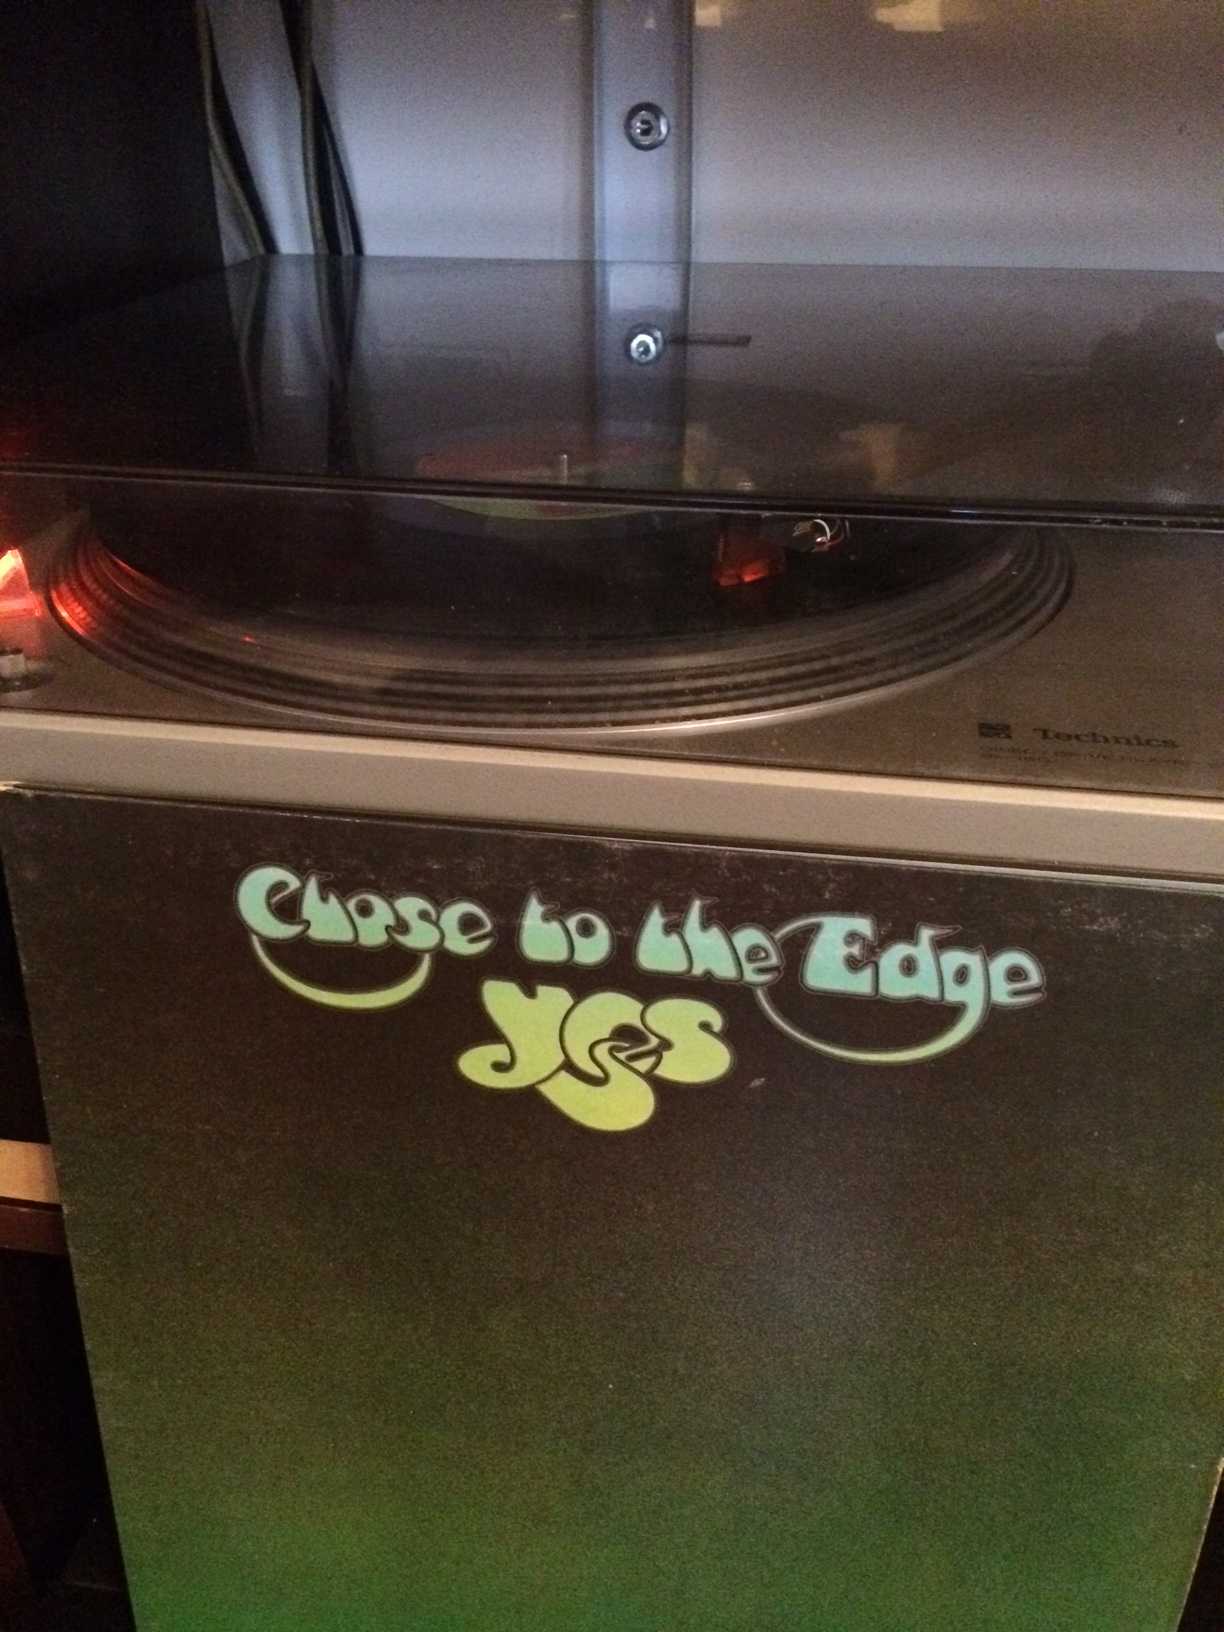 Technics
Close to the Edge
yes